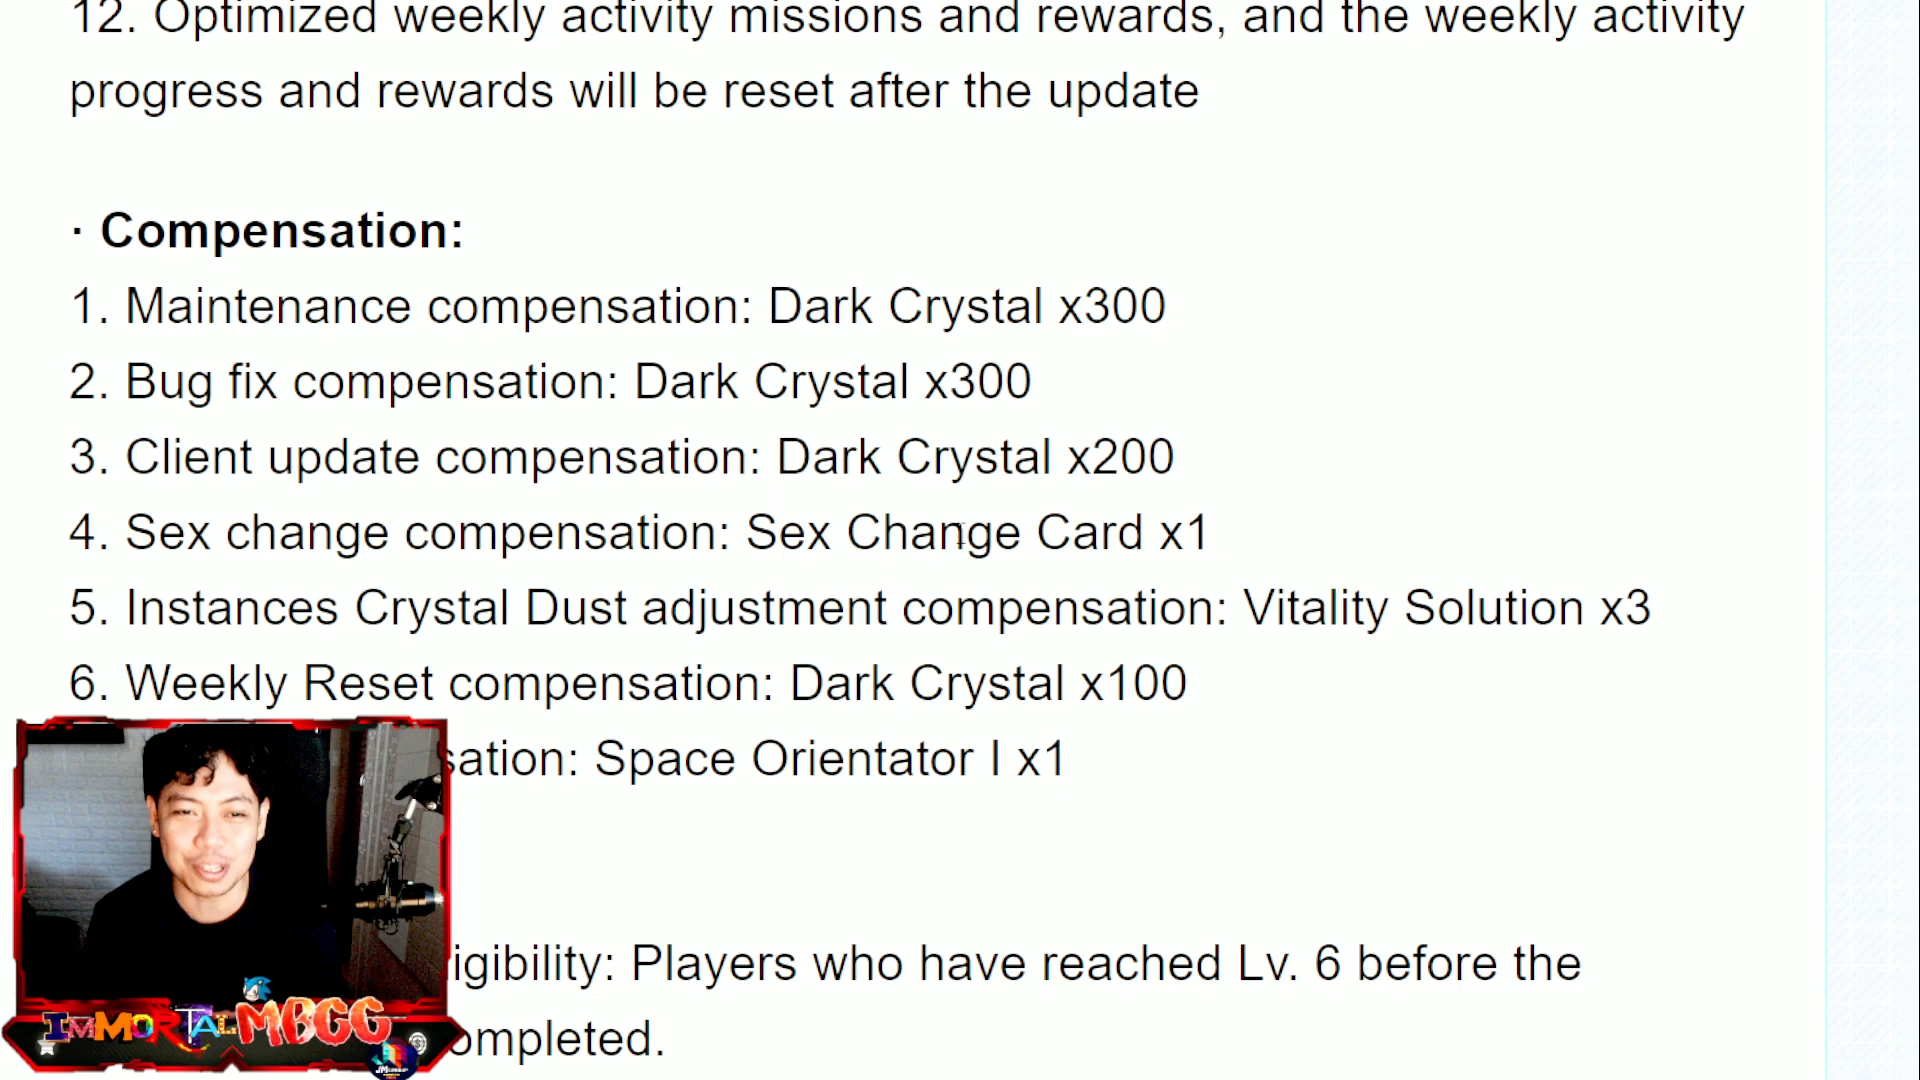 12. Optimized weekly activity missions and rewards, and the weekly activity
progress and rewards will be reset after the update
· Compensation:
1. Maintenance compensation: Dark Crystal x300
2. Bug fix compensation: Dark Crystal x300
3. Client update compensation: Dark Crystal x200
4. Sex change compensation: Sex Change Card x1
5. Instances Crystal Dust adjustment compensation: Vitality Solution x3
6. Weekly Reset compensation: Dark Crystal x100
sation: Space Orientator I x1
igibility: Players who have reached Lv. 6 before the
ompleted.
IMMORTAL MBGG